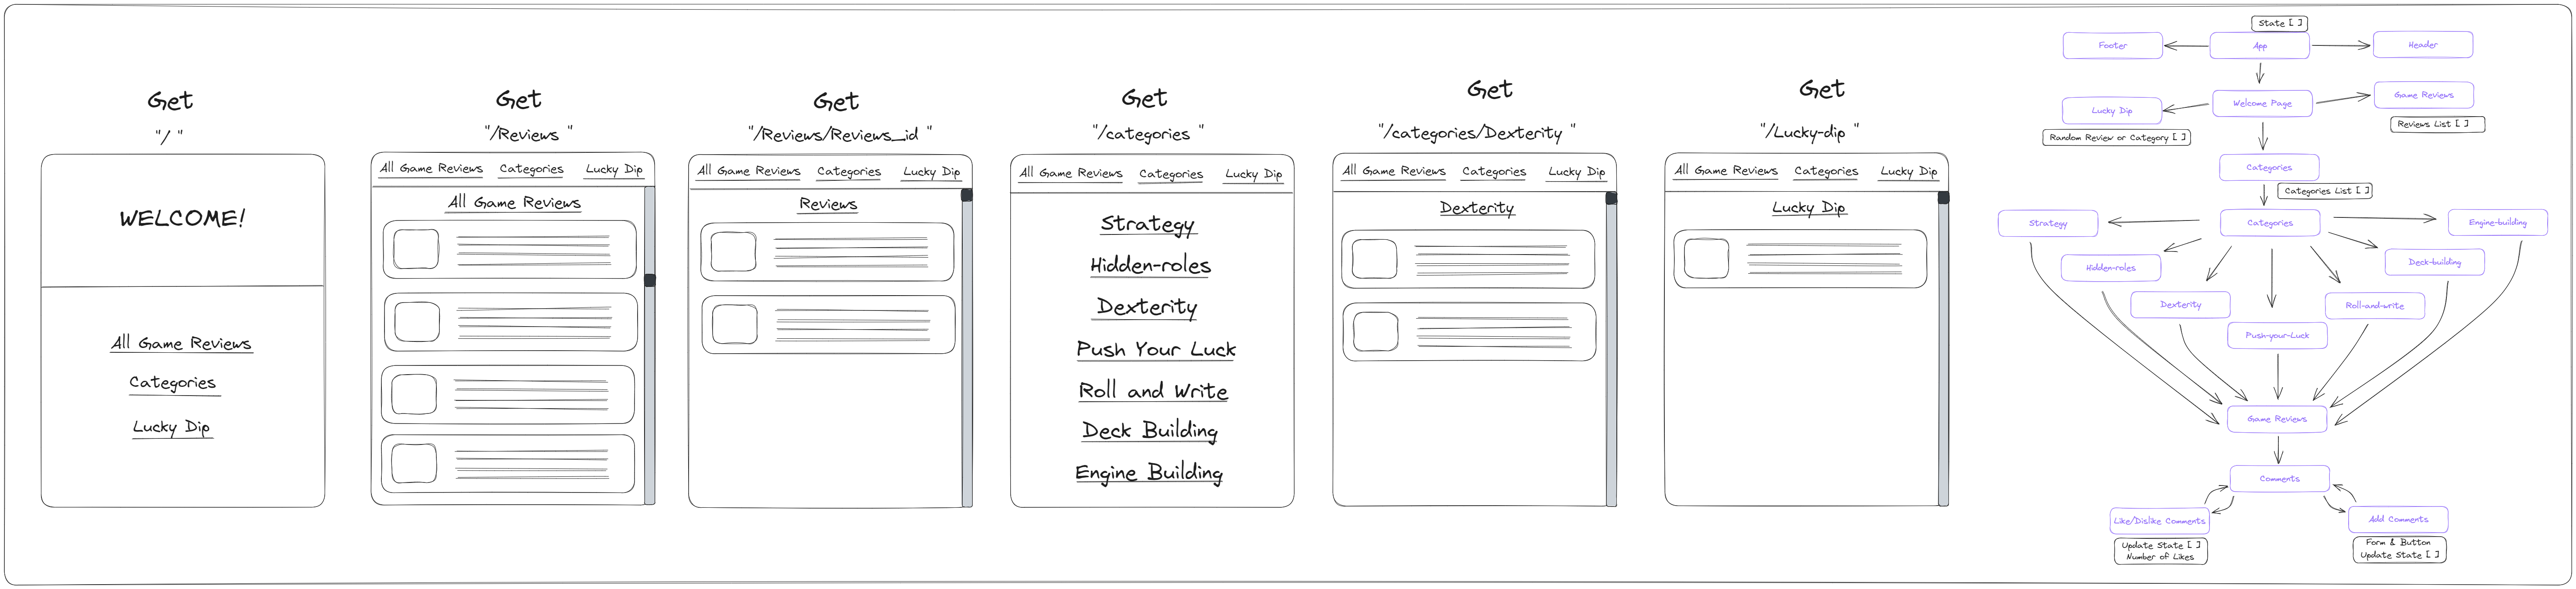 Get
"/ "
WELCOME!
All Game Reviews
Categories
Lucky Dip
Get
"/Reviews "
All Game Reviews Categories Lucky Dip
All Game Reviews
Get
"/Reviews/Reviews_id "
All Game Reviews Categories Lucky Dip
Reviews
Get
"/categories "
All Game Reviews Categories Lucky Dip
Strategy
Hidden-roles
Dexterity
Push Your Luck
Roll and Write
Deck Building
Engine Building
Get
"/categories/Dexterity "
All Game Reviews Categories Lucky Dip
Dexterity
Get
"/Lucky-dip "
All Game Reviews Categories Lucky Dip
Lucky Dip
State [ ]
Footer App Header
Lucky Dip Welcome Page Game Reviews
Random Review or Category [ ]
Reviews List [ ]
Categories
Categories List [ ]
Strategy Categories Engine-building
Hidden-roles Deck-building
Dexterity Roll-and-write
Push-your-Luck
Game Reviews
Comments
Like/Dislike Comments
Update State [ ]
Number of Likes
Add Comments
Form & Button
Update State [ ]